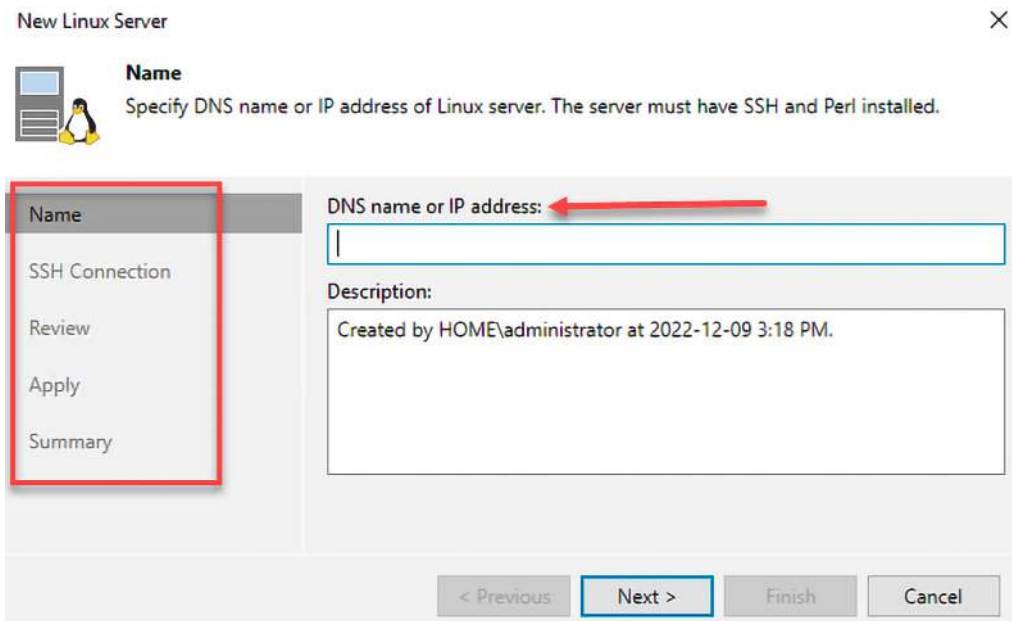 New Linux Server
Name
Specify DNS name or IP address of Linux server. The server must have SSH and Perl installed.
Name
SSH Connection
Review
Apply
Summary
DNS name or IP address:
Description:
Created by HOME\administrator at 2022-12-09 3:18 PM.
< Previous
Next >
Finish
Cancel